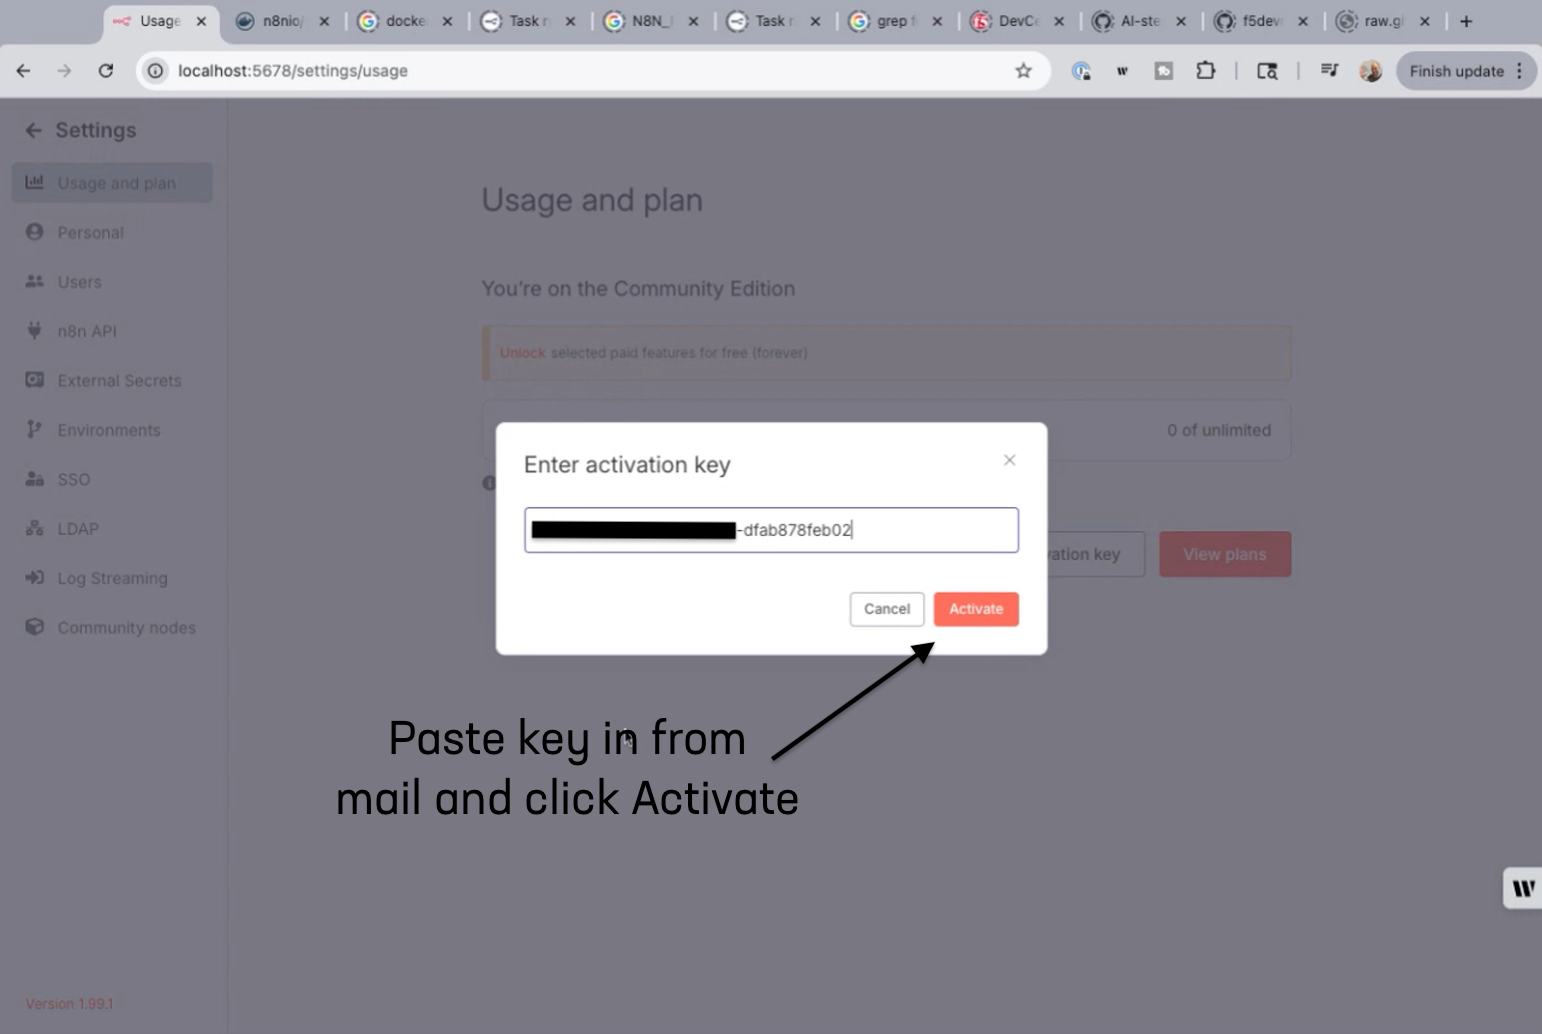 Usage
n8nio/
docke
Task r
N8N_
Task r
grep f
DevCe
AI-ste
f5dev
raw.gi
localhost:5678/settings/usage
Finish update
Settings
Usage and plan
Personal
Users
n8n API
External Secrets
Environments
SSO
LDAP
Log Streaming
Community nodes
Version 1.99.1
Usage and plan
You're on the Community Edition
Unlock selected paid features for free (forever)
0 of unlimited
Enter activation key
-dfab878feb02
vation key
View plans
Cancel
Activate
Paste key in from
mail and click Activate